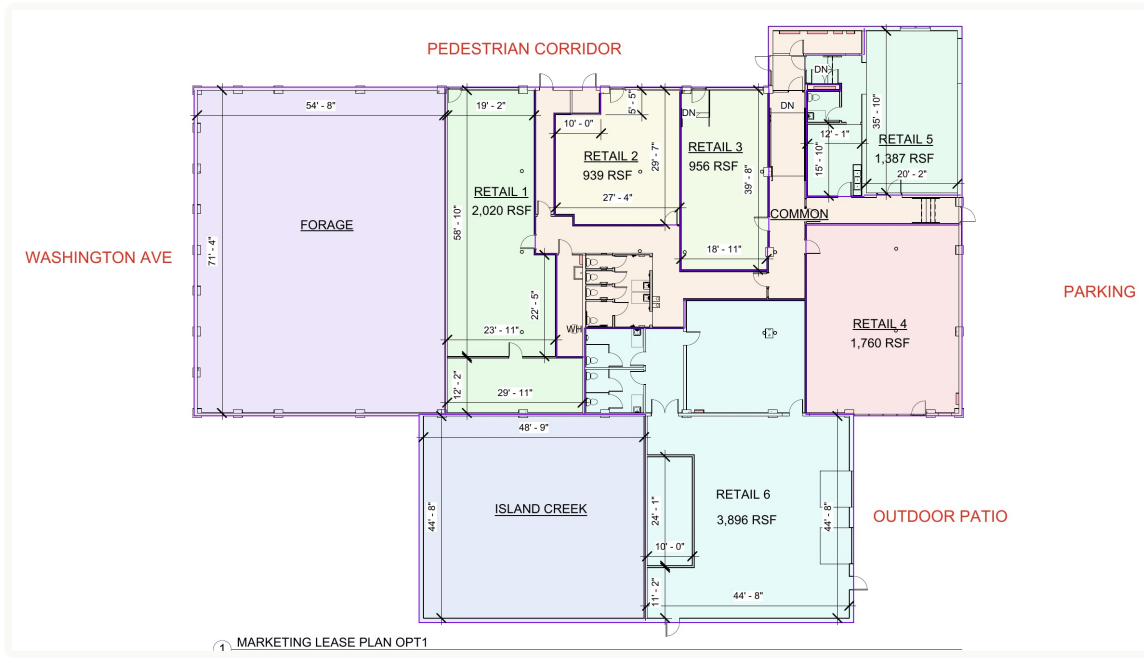 PEDESTRIAN CORRIDOR
DN
54' - 8"
19' - 2"
5' - 5"
DN
DN
10' - 0"
35' - 10"
12' - 1"
RETAIL 5
1,387 RSF
RETAIL 3
956 RSF
RETAIL 2
939 RSF
29' - 7"
15' - 10"
20' - 2"
39' - 8"
RETAIL 1
2,020 RSF
27' - 4"
COMMON
FORAGE
58' - 10"
18' - 11"
WASHINGTON AVE
71' - 4"
PARKING
22' - 5"
RETAIL 4
1,760 RSF
23' - 11"
WH
12' - 2"
29' - 11"
48' - 9"
RETAIL 6
3,896 RSF
ISLAND CREEK
44' - 8"
24' - 1"
44' - 8"
OUTDOOR PATIO
10' - 0"
11' - 2"
44' - 8"
1 MARKETING LEASE PLAN OPT1